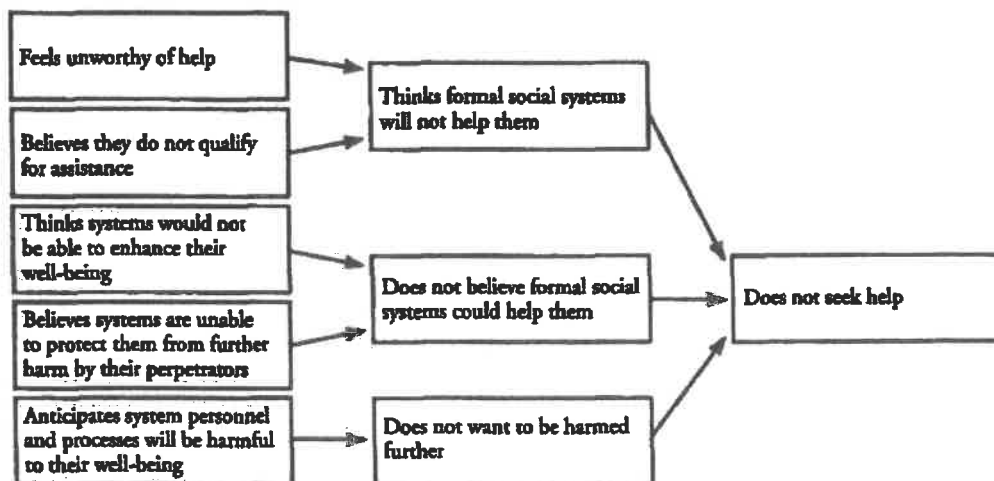 Feels unworthy of help
Thinks formal social systems
will not help them
Believes they do not qualify
for assistance
Thinks systems would not
be able to enhance their
well-being
Does not believe formal social
systems could help them
Does not seek help
Believes systems are unable
to protect them from further
harm by their perpetrators
Anticipates system personnel
and processes will be harmful
to their well-being
Does not want to be harmed
further